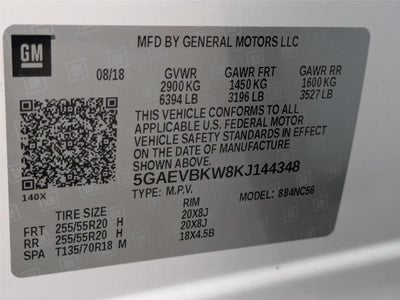 GM
MFD BY GENERAL MOTORS LLC
08/18 GVWR GAWR FRT GAWR RR
2900 KG 1450 KG 1600 KG
6394 LB 3196 LB 3527 LB
THIS VEHICLE CONFORMS TO ALL
APPLICABLE U.S. FEDERAL MOTOR
VEHICLE SAFETY STANDARDS IN EFFECT
ON THE DATE OF MANUFACTURE
SHOWN ABOVE.
5GAEVBKW8KJ144348
140X TYPE: M.P.V. MODEL: 884NC56
TIRE SIZE RIM
FRT 255/55R20 H 20X8J
RR 255/55R20 H 20X8J
SPA T135/70R18 M 18X4.5B